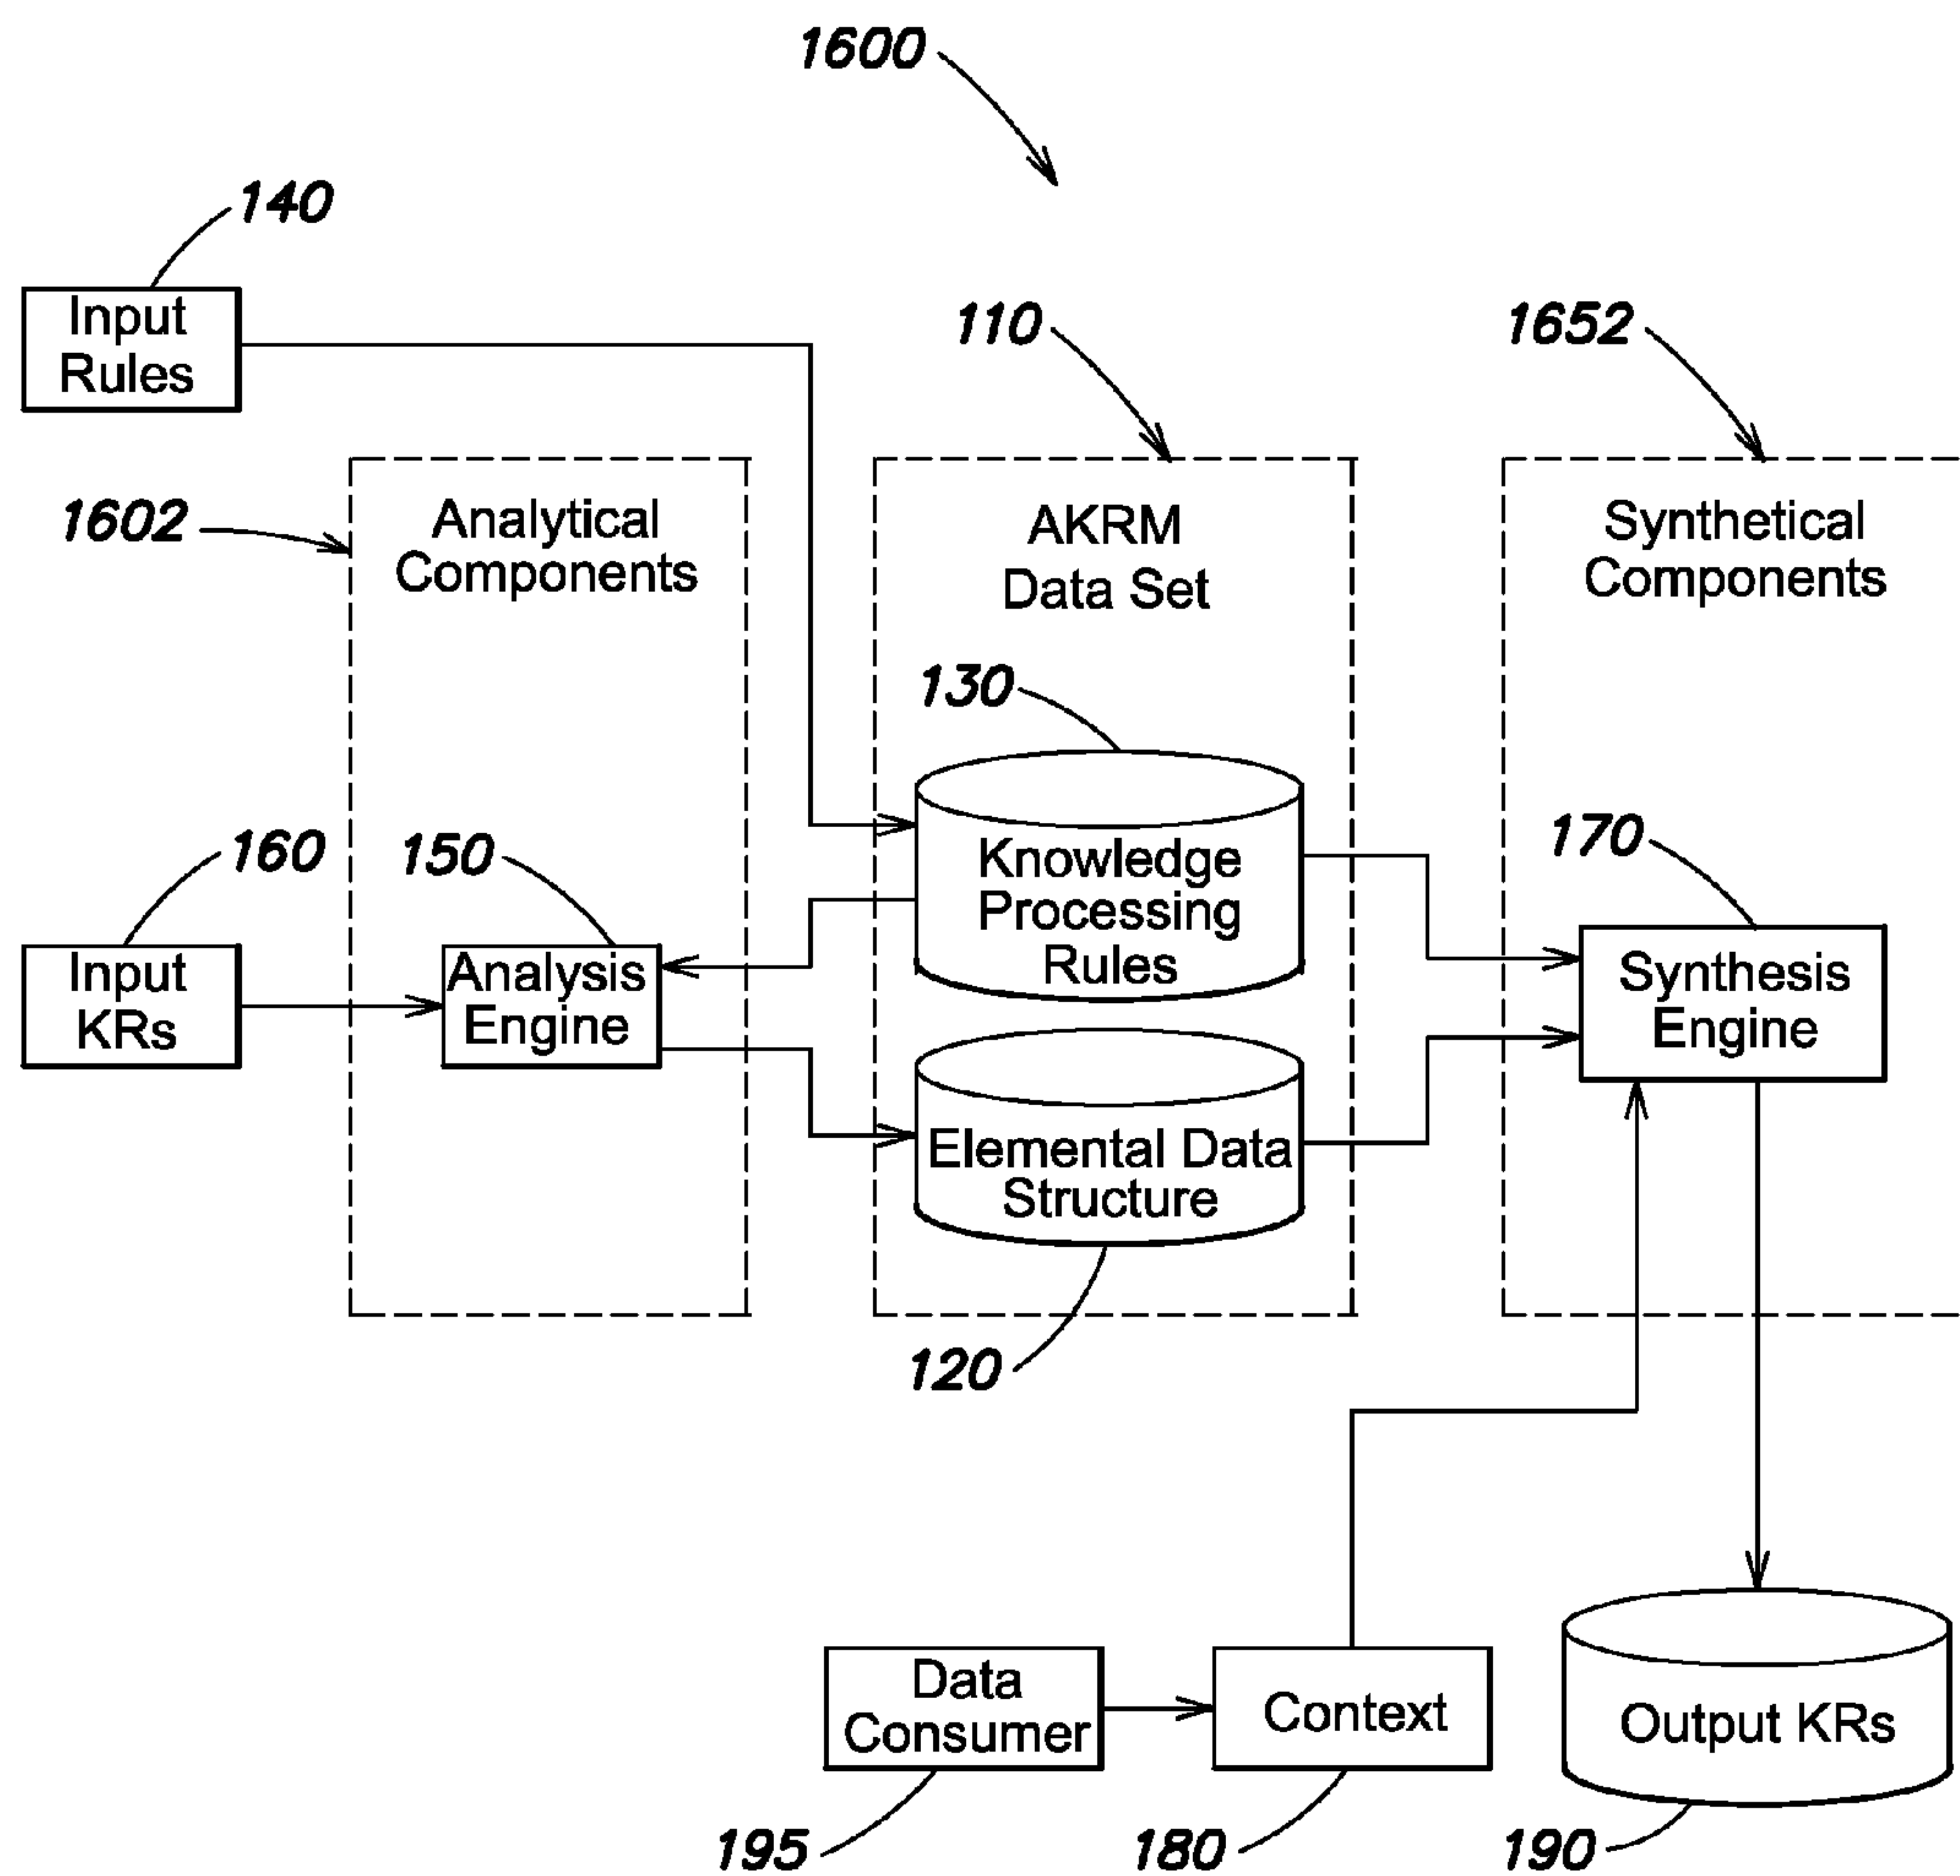 1600
140
Input
Rules
110
1652
1602
Analytical
Components
AKRM
Data Set
Synthetical
Components
130
160
150
170
Knowledge
Processing
Rules
Input
KRs
Analysis
Engine
Synthesis
Engine
Elemental Data
Structure
120
Data
Consumer
Context
Output KRs
195
180
190